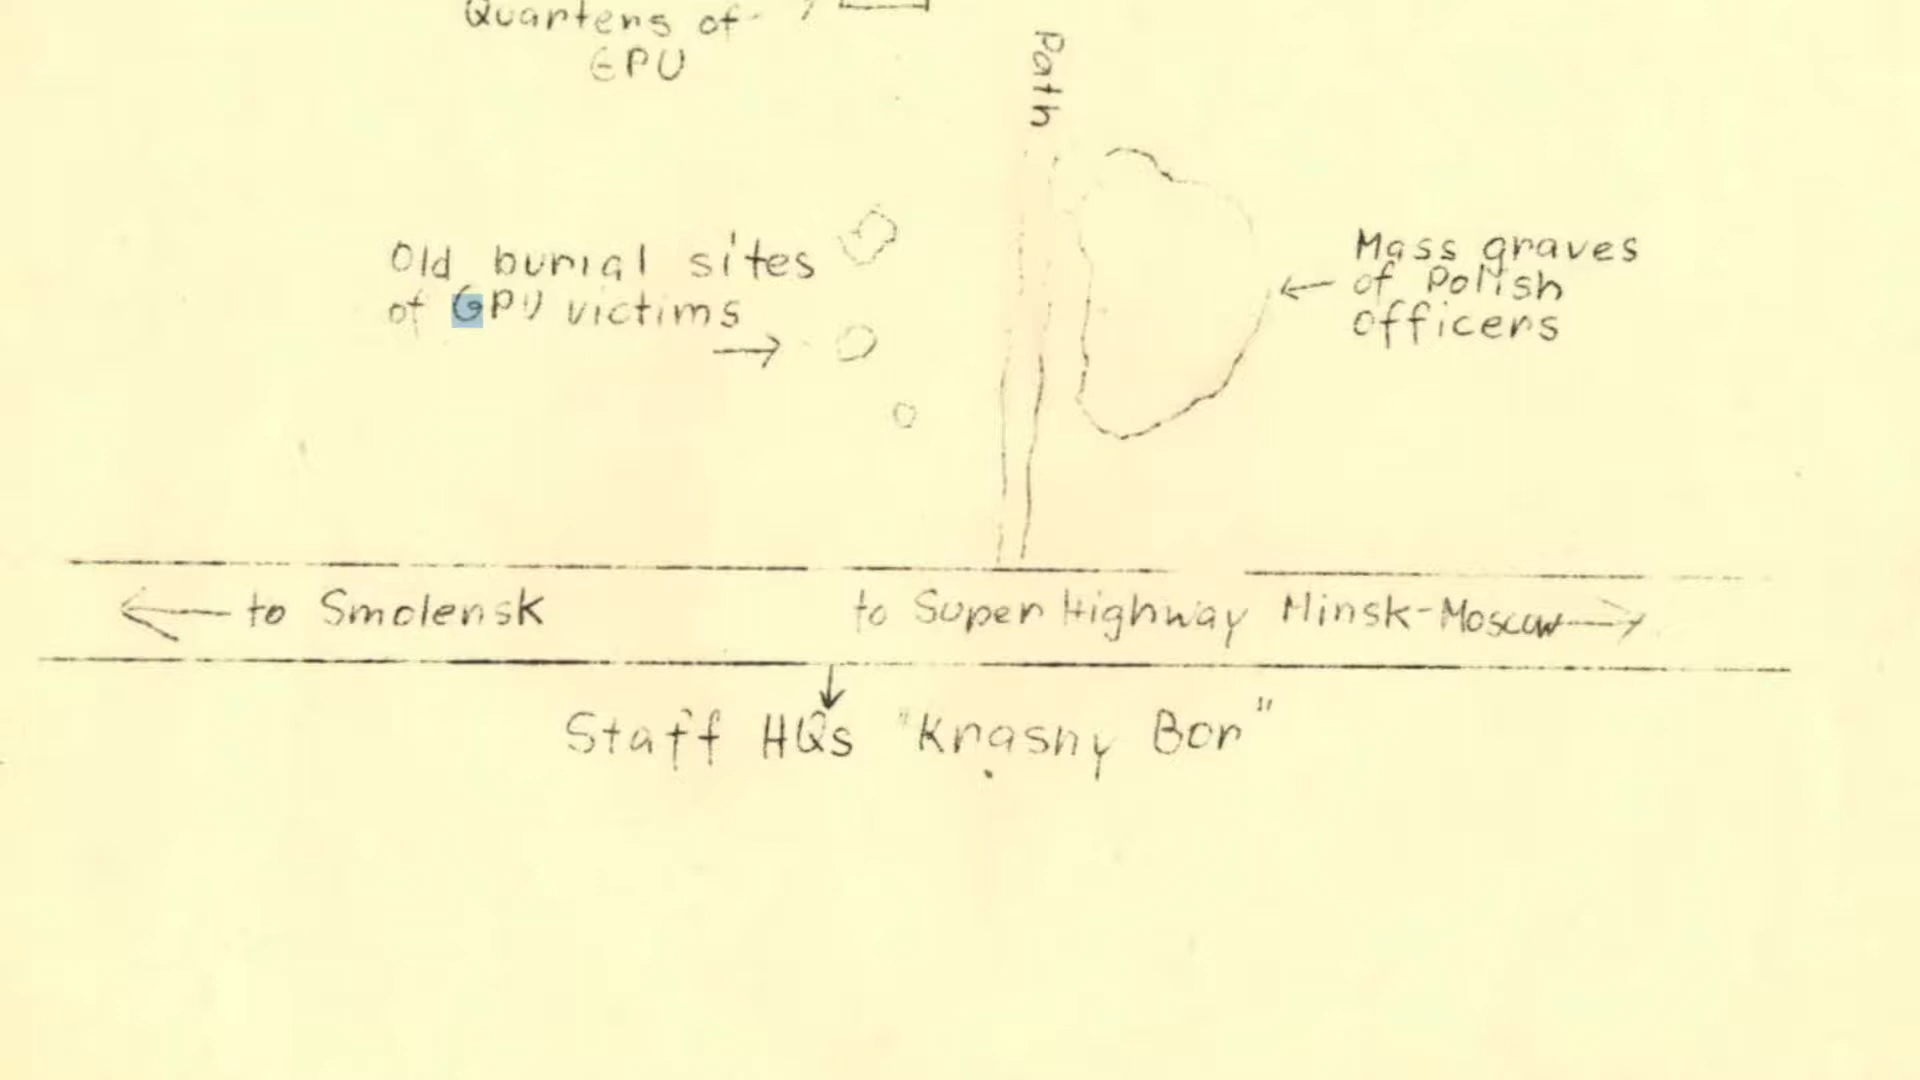 Quarters of
GPU
Path
Old burial sites
of GPU victims
Mass graves
of Polish
Officers
to Smolensk
to Super Highway Minsk-Moscow
Staff HQs "Krasny Bor"